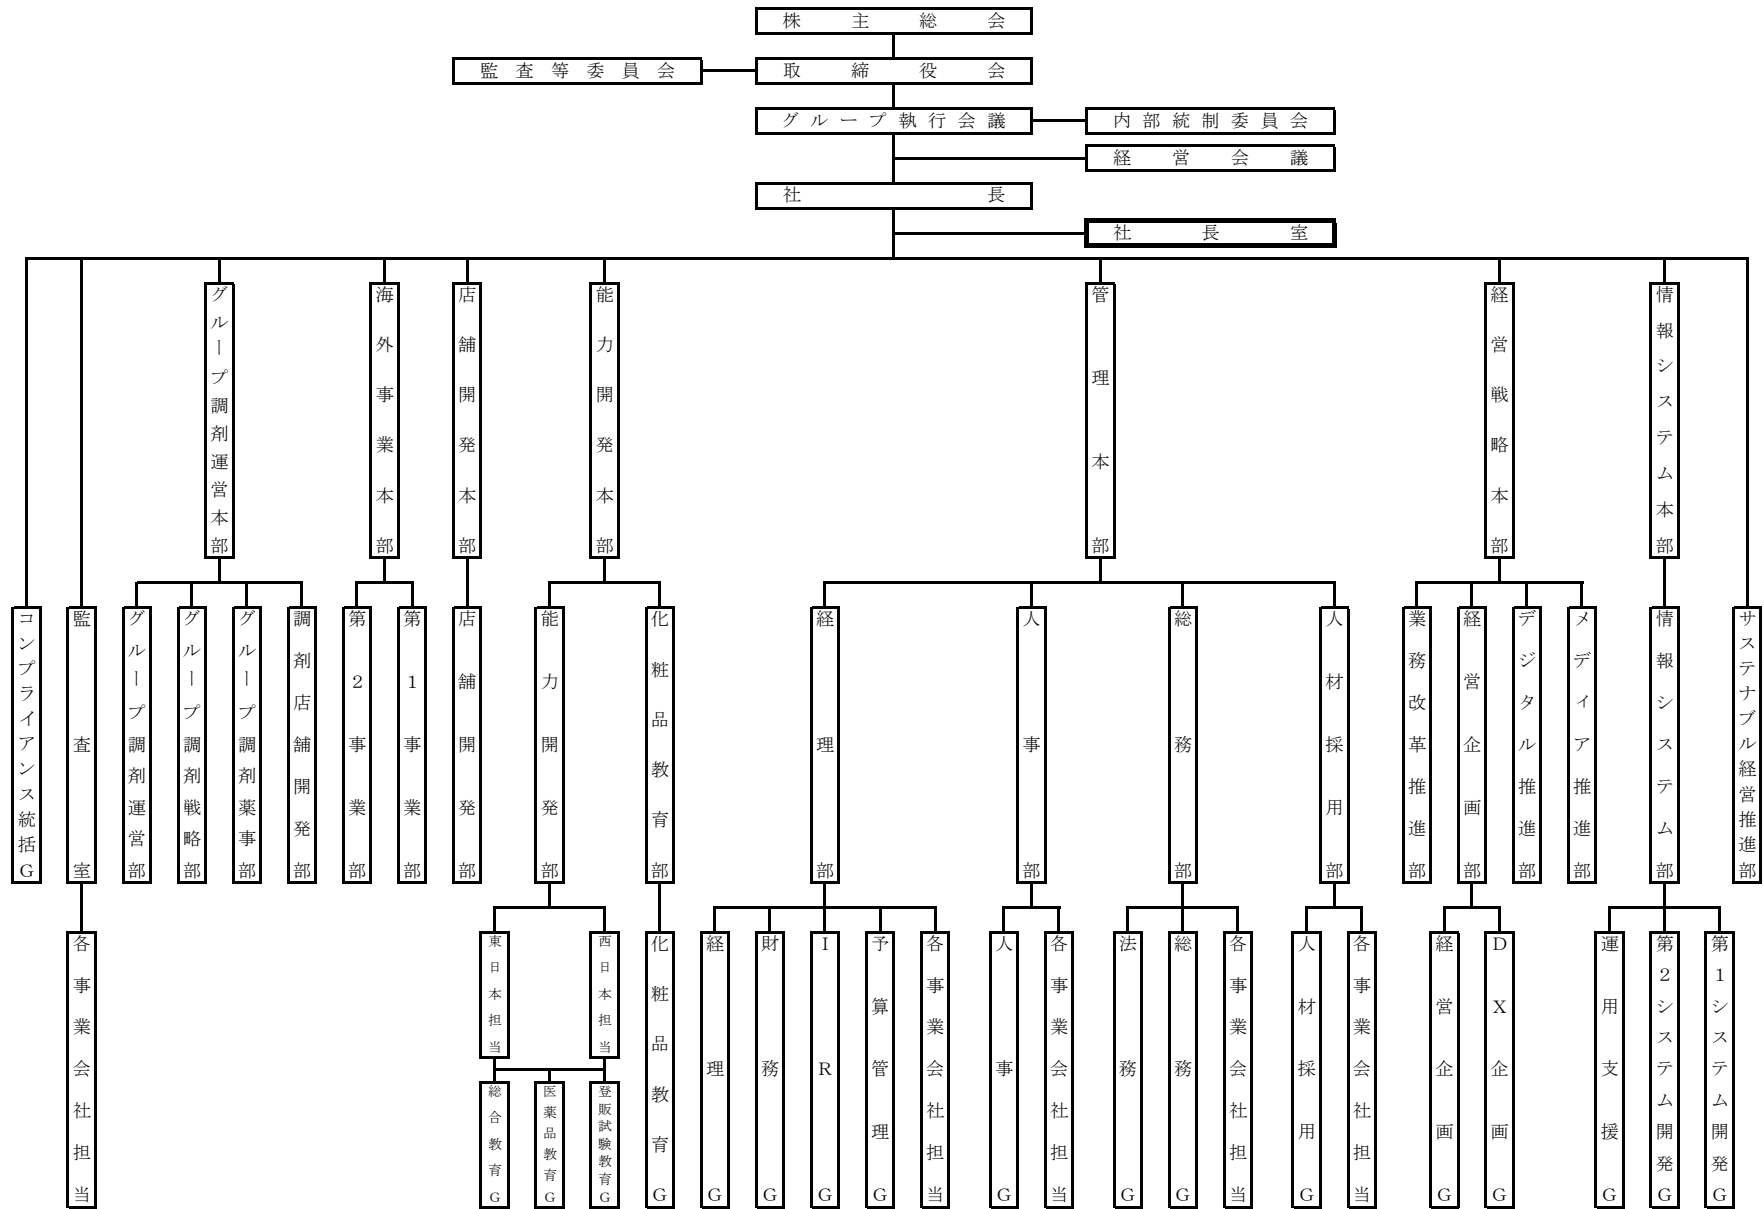 株主総会
監査等委員会
取締役会
グループ執行会議
内部統制委員会
経営会議
社長
社長室
グループ調剤運営本部
海外事業本部
店舗開発本部
能力開発本部
管理本部
経営戦略本部
情報システム本部
コンプライアンス統括G
監査室
グループ調剤運営部
グループ調剤戦略部
グループ調剤薬事部
調剤店舗開発部
第2事業部
第1事業部
店舗開発部
能力開発部
化粧品教育部
経理部
人事部
総務部
人材採用部
業務改革推進部
経営企画部
デジタル推進部
メディア推進部
情報システム部
サステナブル経営推進部
各事業会社担当
東日本担当
西日本担当
化粧品教育G
経理G
財務G
IRG
予算管理G
各事業会社担当
人事G
各事業会社担当
法務G
総務G
各事業会社担当
人材採用G
各事業会社担当
経営企画G
DX企画G
運用支援G
第2システム開発G
第1システム開発G
総合教育G
医薬品教育G
登販試験教育G